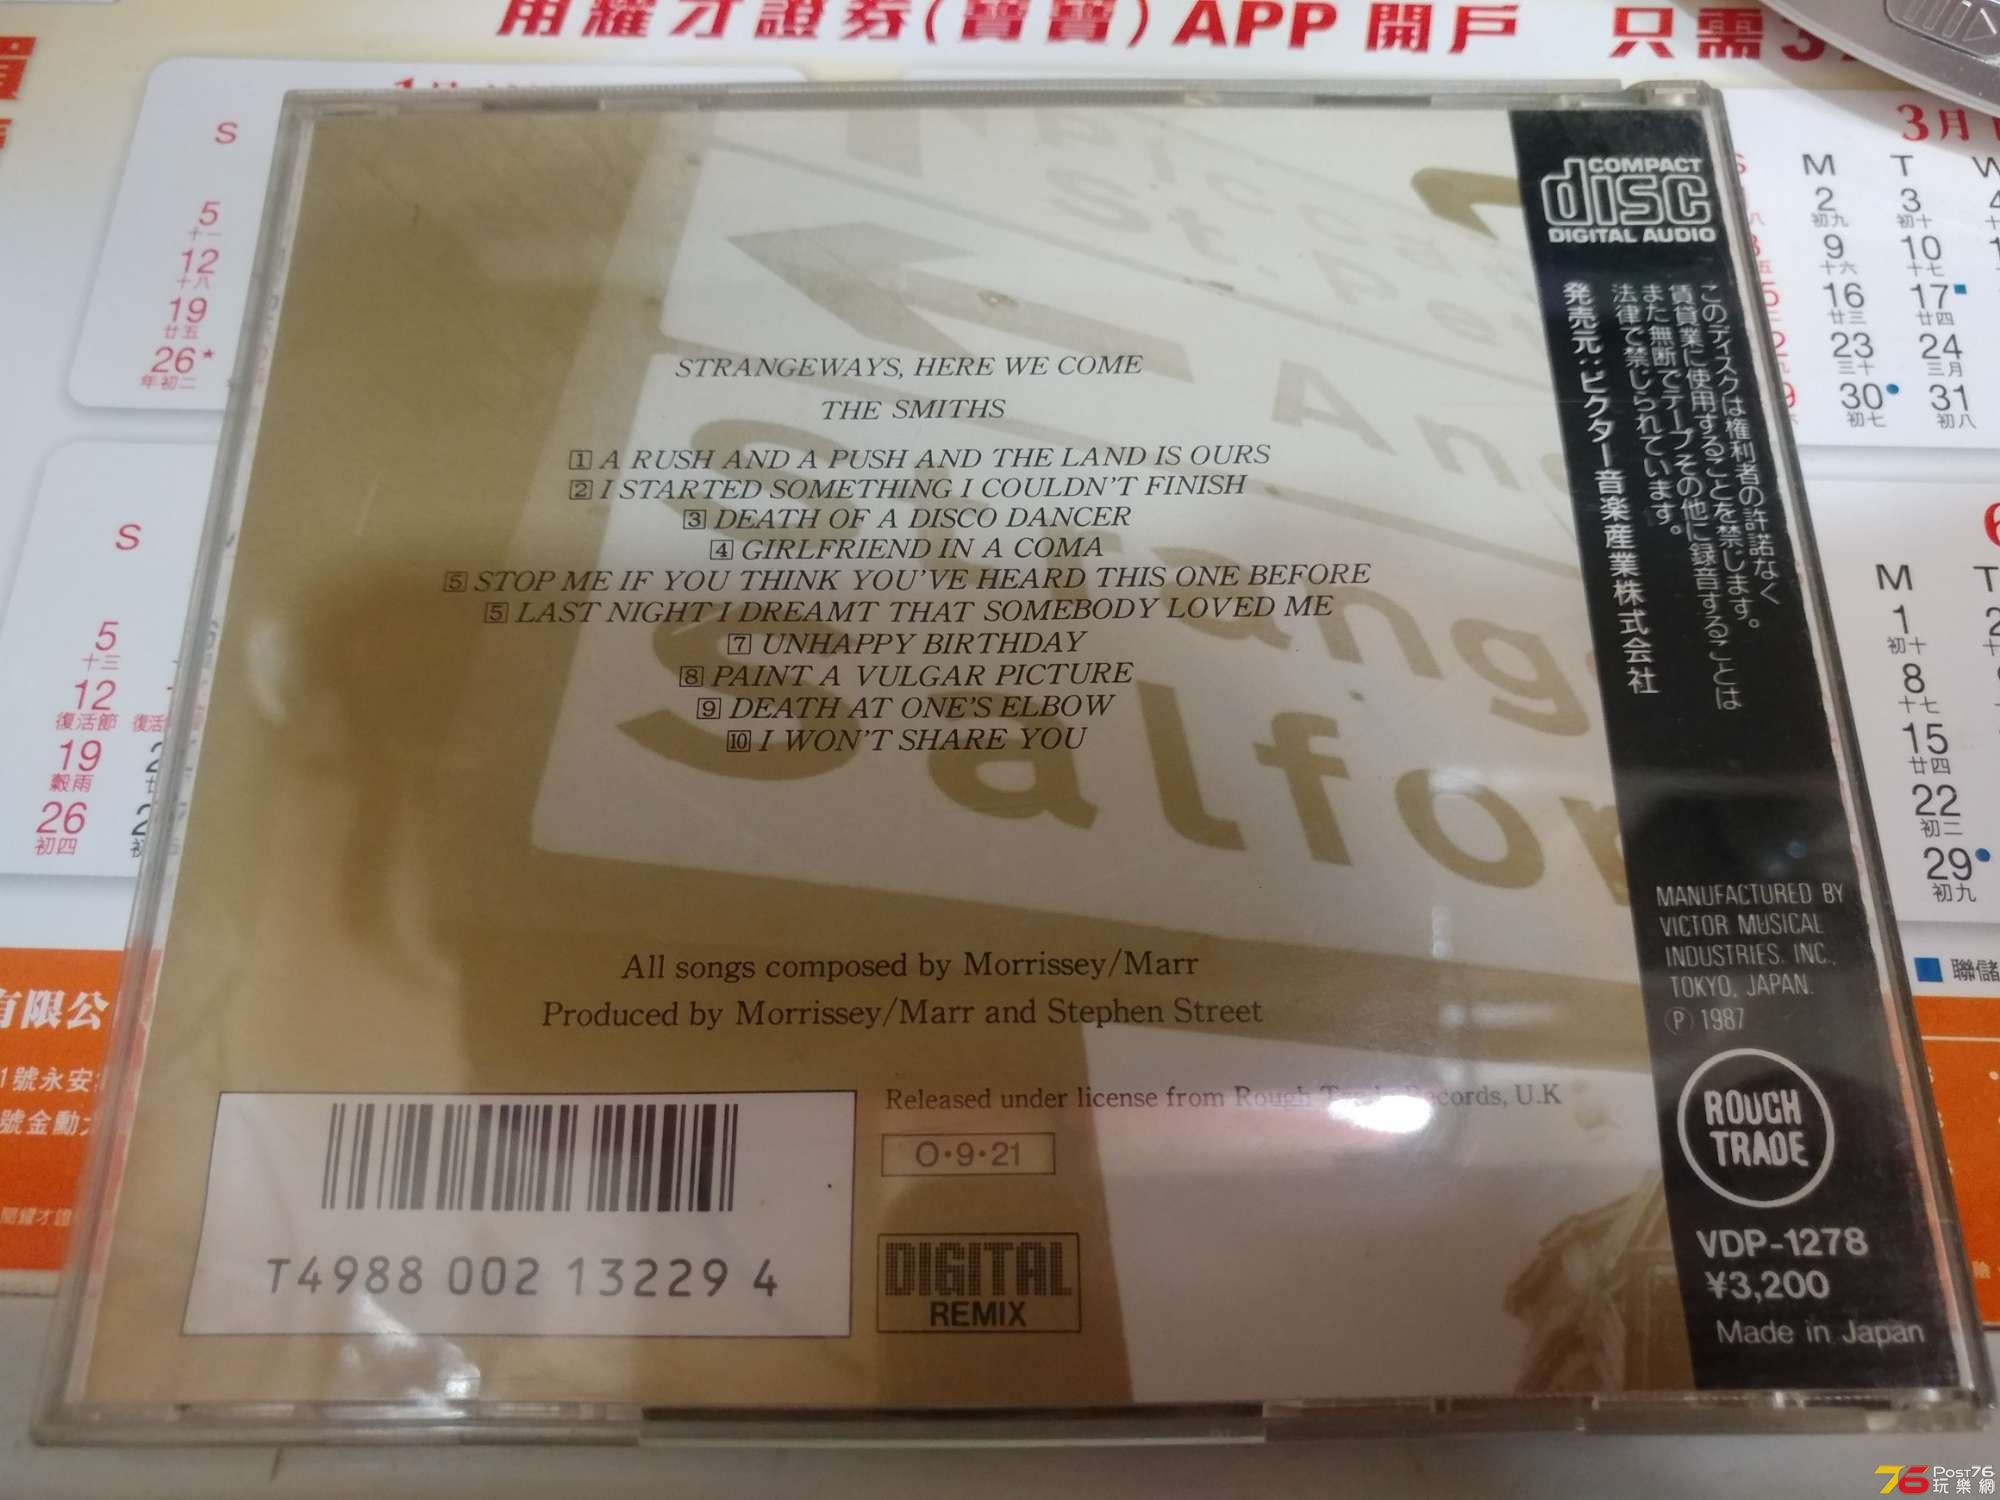 用耀才證券(寶寶)APP開戶 只需
S
5
十一
12
十八
19
廿五
26*
年初二
S
5
十三
12
復活節
19
穀雨
26
初四
有限公
1號永安
號金勳
3月
M T W
2 3
初九 初十
9 10
十六 十七
16 17
廿三 廿四
23 24
三十 三月
30 31
初七 初八
M
1
初十
8
十七
15
廿四
22
初二
29
初九
STRANGEWAYS, HERE WE COME
THE SMITHS
1 A RUSH AND A PUSH AND THE LAND IS OURS
2 I STARTED SOMETHING I COULDN'T FINISH
3 DEATH OF A DISCO DANCER
4 GIRLFRIEND IN A COMA
5 STOP ME IF YOU THINK YOU'VE HEARD THIS ONE BEFORE
5 LAST NIGHT I DREAMT THAT SOMEBODY LOVED ME
7 UNHAPPY BIRTHDAY
8 PAINT A VULGAR PICTURE
9 DEATH AT ONE'S ELBOW
10 I WON'T SHARE YOU
All songs composed by Morrissey/Marr
Produced by Morrissey/Marr and Stephen Street
Released under license from Rough Trade Records, U.K
O・9・21
DIGITAL
REMIX
T4988 002 13229 4
COMPACT
disc
DIGITAL AUDIO
このディスクは権利者の許諾なく
賃貸業に使用することを禁じます。
また無断でテープその他に録音することは
法律で禁じられています。
発売元:ビクター音楽産業株式会社
MANUFACTURED BY
VICTOR MUSICAL
INDUSTRIES. INC.,
TOKYO, JAPAN.
Ⓟ 1987
ROUGH
TRADE
VDP-1278
¥3,200
Made in Japan
76 POST76
玩樂網